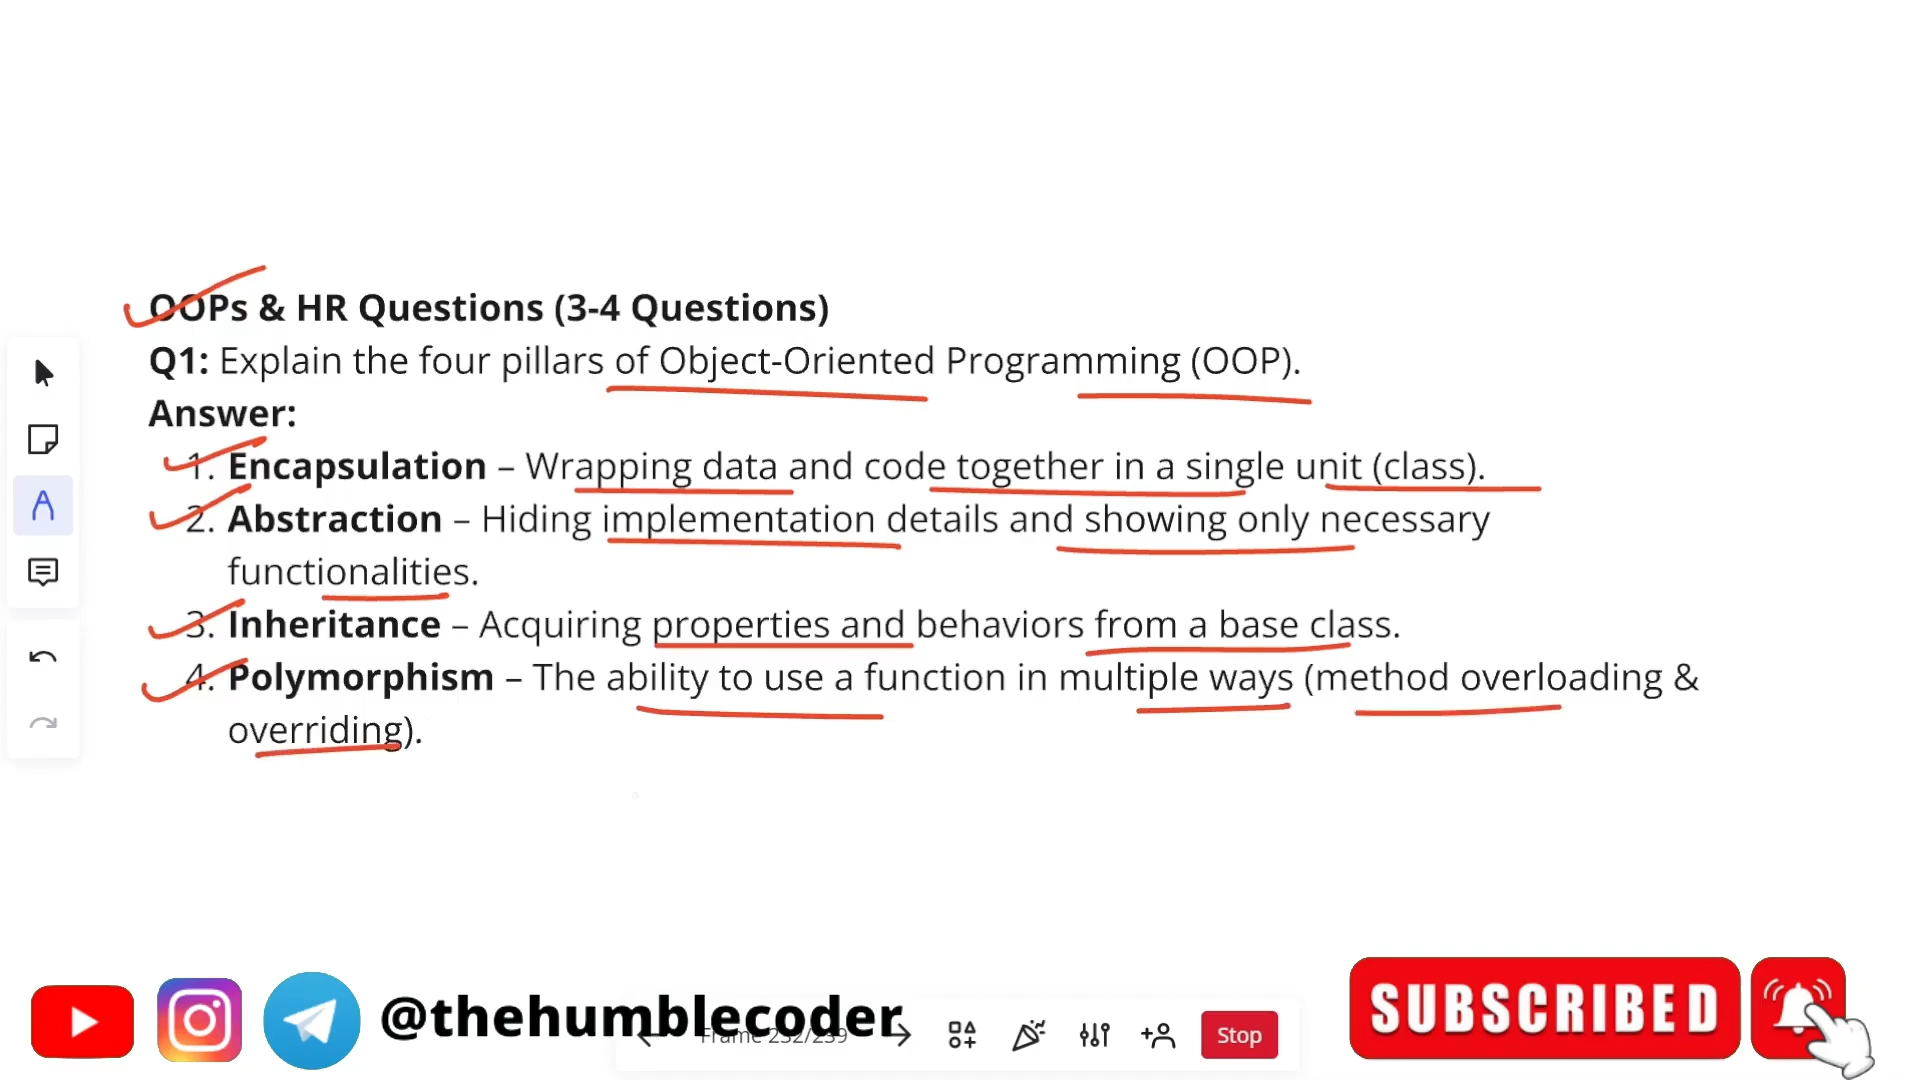 OOPs & HR Questions (3-4 Questions)
Q1: Explain the four pillars of Object-Oriented Programming (OOP).
Answer:
1. Encapsulation – Wrapping data and code together in a single unit (class).
2. Abstraction – Hiding implementation details and showing only necessary
functionalities.
3. Inheritance – Acquiring properties and behaviors from a base class.
4. Polymorphism – The ability to use a function in multiple ways (method overloading &
overriding).
@thehumblecoder
Frame 232/239
Stop
SUBSCRIBED